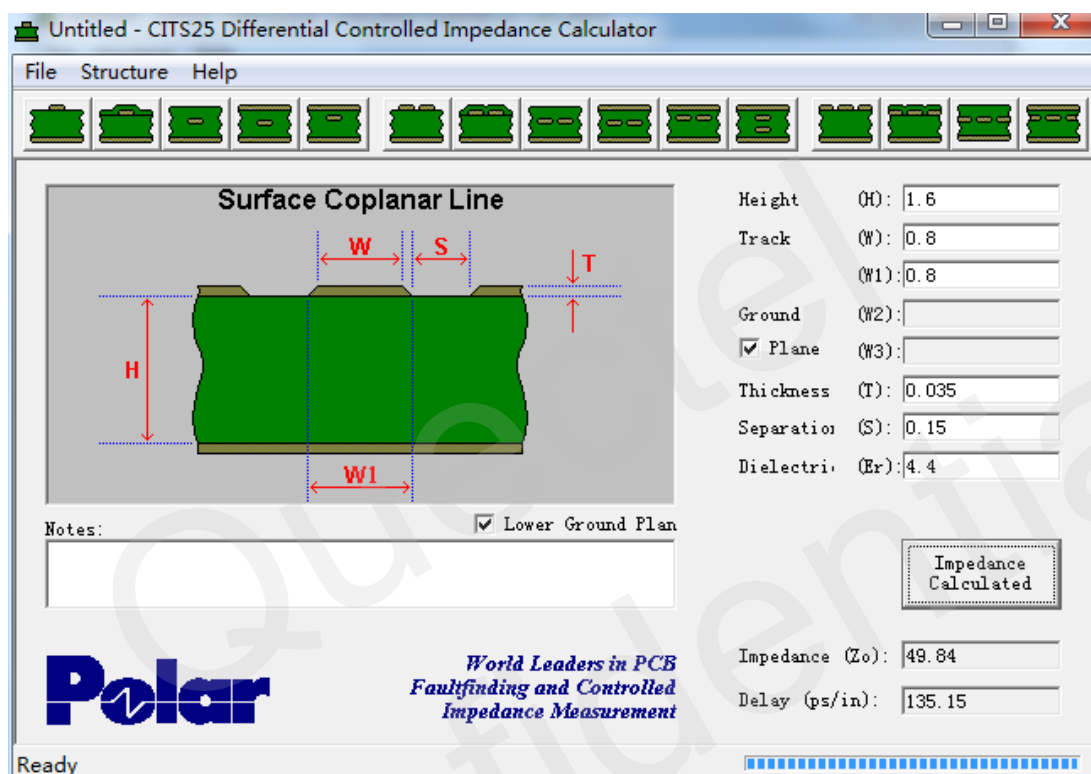 Untitled - CITS25 Differential Controlled Impedance Calculator
File Structure Help
Surface Coplanar Line
W
S
T
H
W1
Height (H): 1.6
Track (W): 0.8
(W1): 0.8
Ground (W2):
Plane (W3):
Thickness (T): 0.035
Separatio (S): 0.15
Dielectri (Er): 4.4
Notes:
Lower Ground Plan
Impedance
Calculated
Polar
World Leaders in PCB
Faultfinding and Controlled
Impedance Measurement
Impedance (Zo): 49.84
Delay (ps/in): 135.15
Ready
Quectel